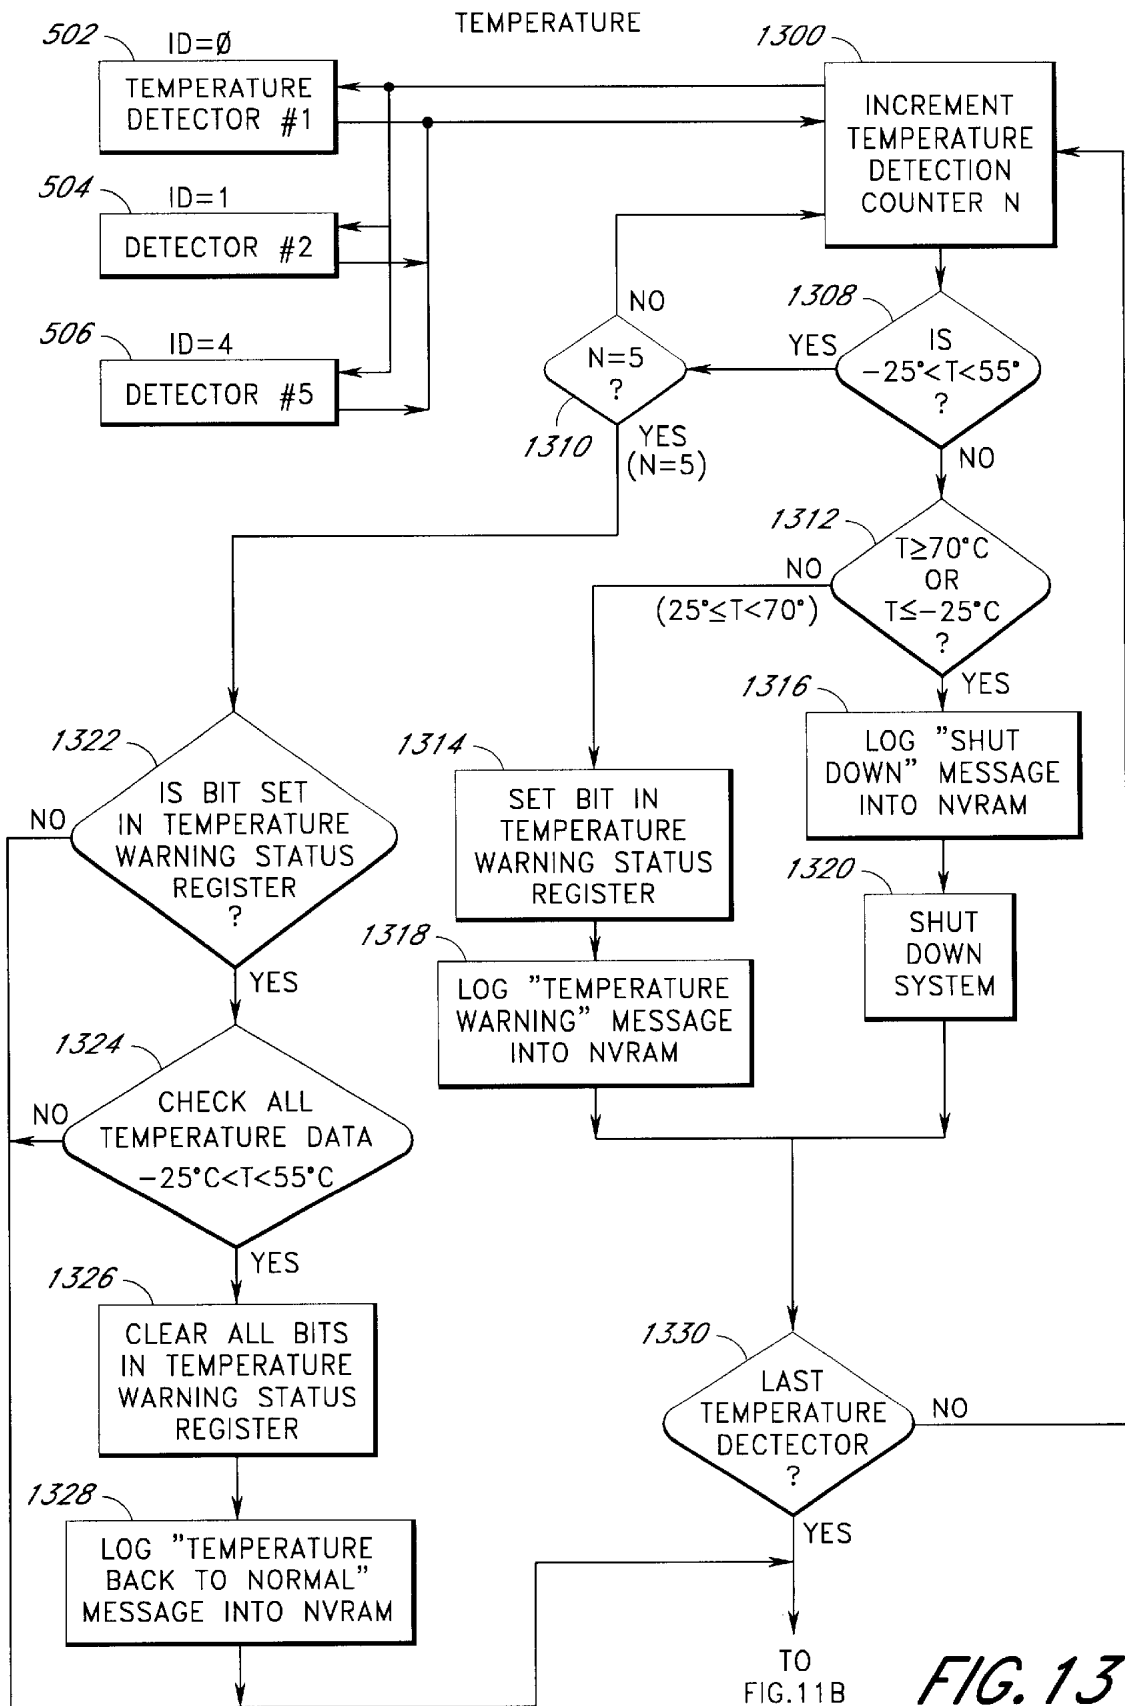 TEMPERATURE
502
ID=Ø
TEMPERATURE
DETECTOR #1
504
ID=1
DETECTOR #2
506
ID=4
DETECTOR #5
1300
INCREMENT
TEMPERATURE
DETECTION
COUNTER N
1308
IS
-25°<T<55°
?
YES
NO
N=5
?
1310
NO
YES
(N=5)
1312
T≥70°C
OR
T≤-25°C
?
NO
(25°≤T<70°)
YES
1316
LOG "SHUT
DOWN" MESSAGE
INTO NVRAM
1320
SHUT
DOWN
SYSTEM
1314
SET BIT IN
TEMPERATURE
WARNING STATUS
REGISTER
1318
LOG "TEMPERATURE
WARNING" MESSAGE
INTO NVRAM
1322
IS BIT SET
IN TEMPERATURE
WARNING STATUS
REGISTER
?
NO
YES
1324
CHECK ALL
TEMPERATURE DATA
-25°C<T<55°C
NO
YES
1326
CLEAR ALL BITS
IN TEMPERATURE
WARNING STATUS
REGISTER
1328
LOG "TEMPERATURE
BACK TO NORMAL"
MESSAGE INTO NVRAM
1330
LAST
TEMPERATURE
DECTECTOR
?
NO
YES
TO
FIG.11B
FIG. 13